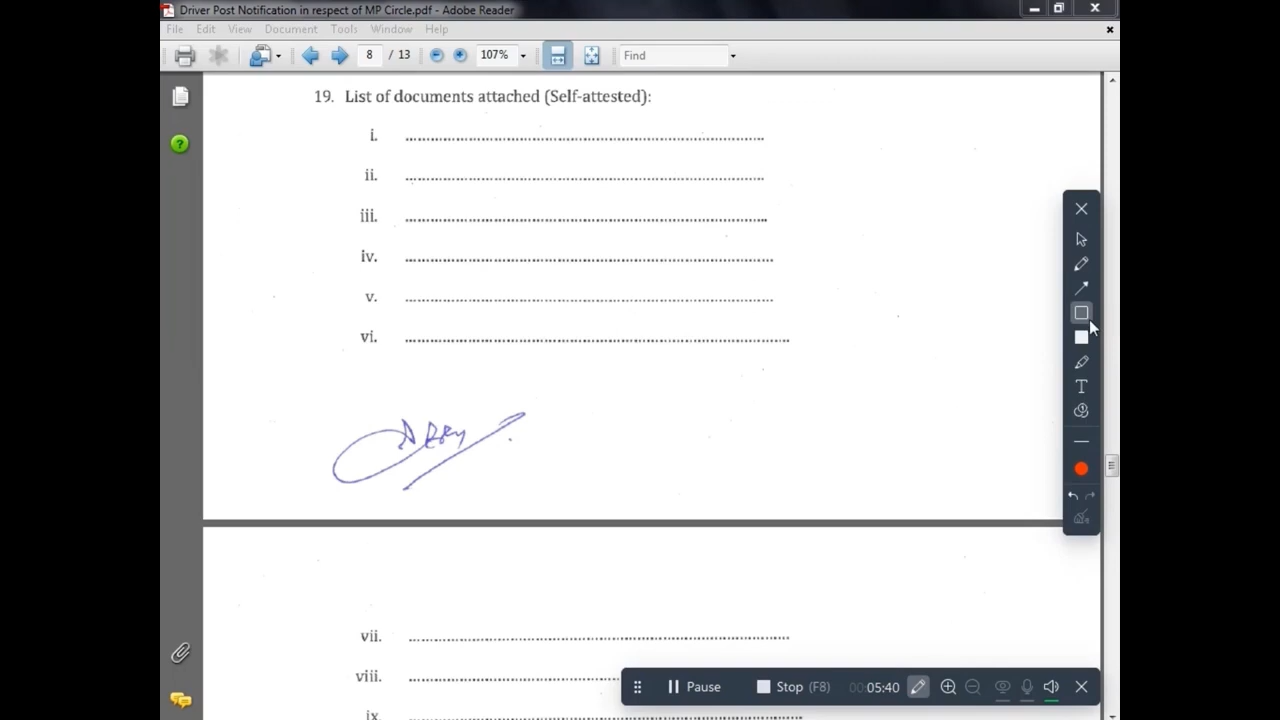 Driver Post Notification in respect of MP Circle.pdf - Adobe Reader
File Edit View Document Tools Window Help
8 / 13 107% Find
19. List of documents attached (Self-attested):
i. ................................................
ii. ................................................
iii. ................................................
iv. ................................................
v. ................................................
vi. ................................................
vii. ................................................
viii. ................................................
ix. ................................................
Pause Stop (F8) 00:05:40